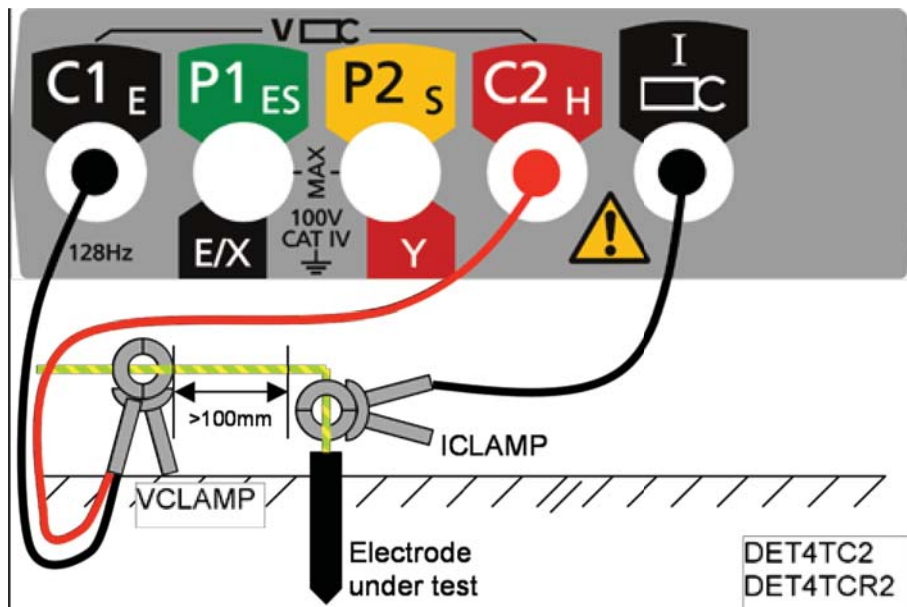 V C
C1 E
P1 ES
P2 S
C2 H
I
C
MAX
100V
CAT IV
128Hz
E/X
Y
>100mm
ICLAMP
VCLAMP
Electrode
under test
DET4TC2
DET4TCR2